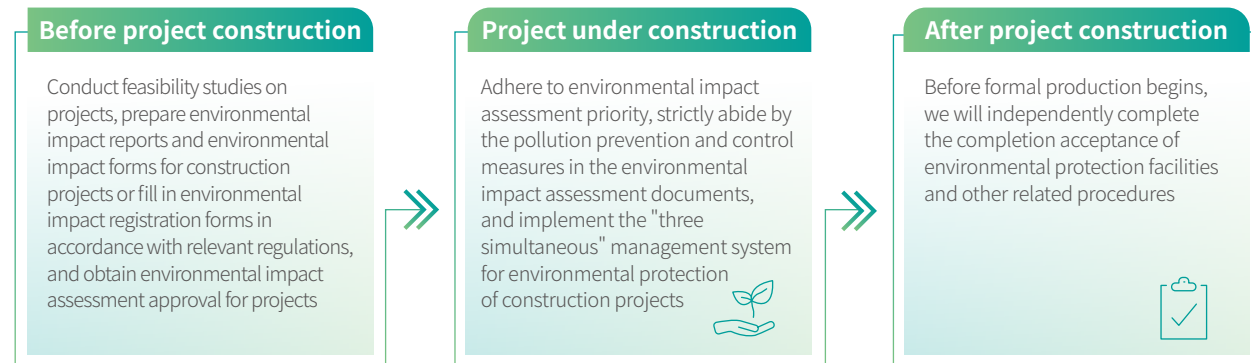 Before project construction
Conduct feasibility studies on
projects, prepare environmental
impact reports and environmental
impact forms for construction
projects or fill in environmental
impact registration forms in
accordance with relevant regulations,
and obtain environmental impact
assessment approval for projects
Project under construction
Adhere to environmental impact
assessment priority, strictly abide by
the pollution prevention and control
measures in the environmental
impact assessment documents,
and implement the "three
simultaneous" management system
for environmental protection
of construction projects
After project construction
Before formal production begins,
we will independently complete
the completion acceptance of
environmental protection facilities
and other related procedures